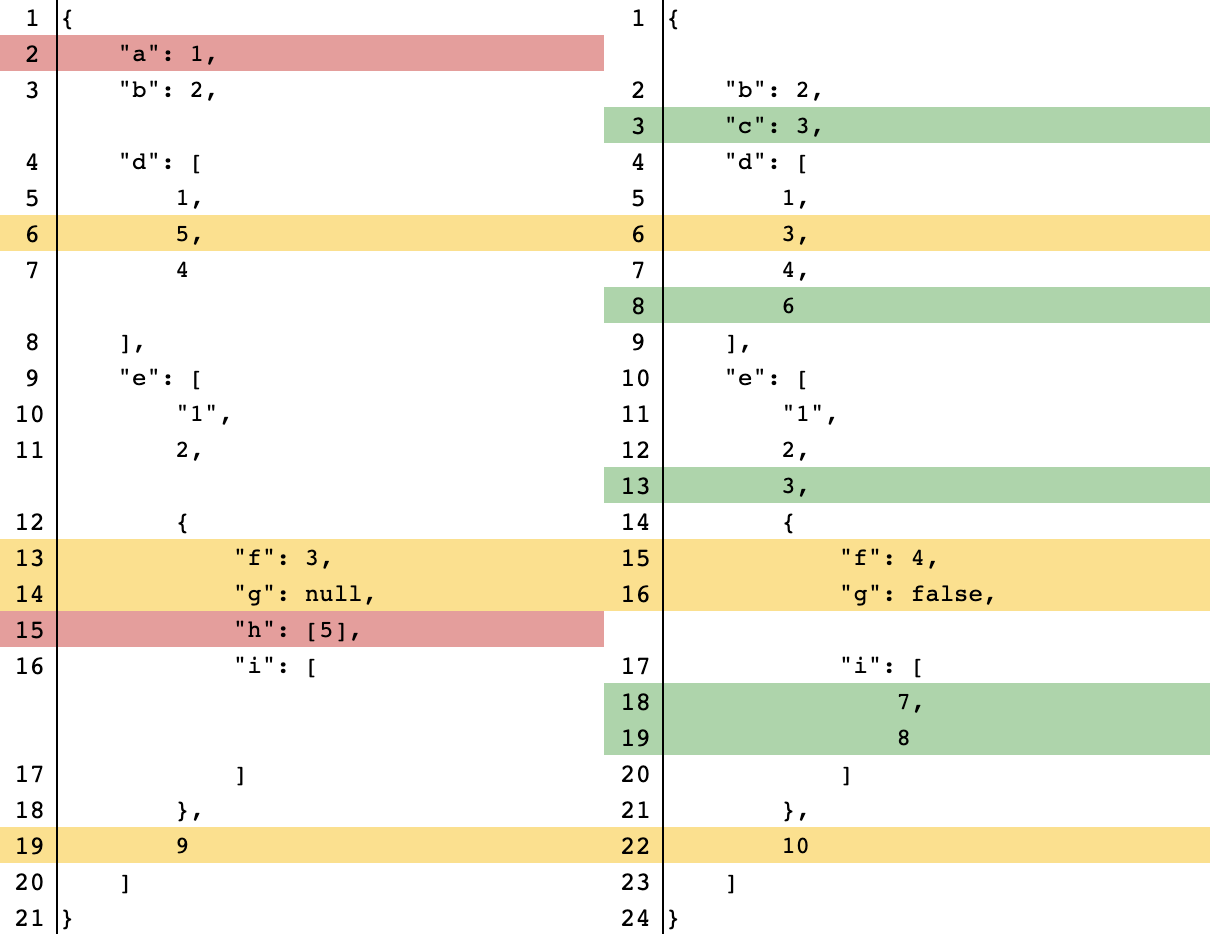 1 { 1 {
2 "a": 1,
3 "b": 2, 2 "b": 2,
3 "c": 3,
4 "d": [ 4 "d": [
5 1, 5 1,
6 5, 6 3,
7 4 7 4,
8 6
8 ], 9 ],
9 "e": [ 10 "e": [
10 "1", 11 "1",
11 2, 12 2,
13 3,
12 { 14 {
13 "f": 3, 15 "f": 4,
14 "g": null, 16 "g": false,
15 "h": [5],
16 "i": [ 17 "i": [
18 7,
19 8
17 ] 20 ]
18 }, 21 },
19 9 22 10
20 ] 23 ]
21 } 24 }